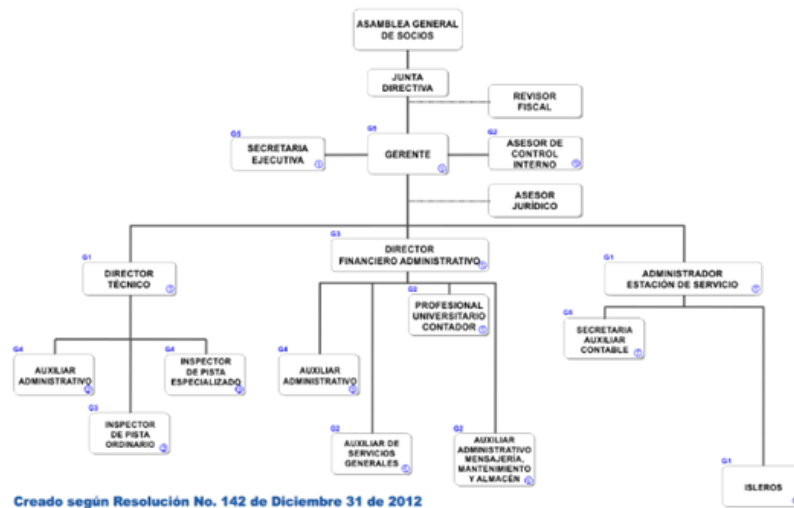 ASAMBLEA GENERAL
DE SOCIOS
JUNTA
DIRECTIVA
REVISOR
FISCAL
G5
SECRETARIA
EJECUTIVA
G5
GERENTE
G2
ASESOR DE
CONTROL
INTERNO
ASESOR
JURÍDICO
G1
DIRECTOR
TÉCNICO
G3
DIRECTOR
FINANCIERO ADMINISTRATIVO
G1
ADMINISTRADOR
ESTACIÓN DE SERVICIO
G4
AUXILIAR
ADMINISTRATIVO
G4
INSPECTOR
DE PISTA
ESPECIALIZADO
G3
INSPECTOR
DE PISTA
ORDINARIO
G4
AUXILIAR
ADMINISTRATIVO
G2
PROFESIONAL
UNIVERSITARIO
CONTADOR
G2
AUXILIAR DE
SERVICIOS
GENERALES
G2
AUXILIAR
ADMINISTRATIVO
MENSAJERÍA,
MANTENIMIENTO
Y ALMACÉN
SECRETARIA
AUXILIAR
CONTABLE
G1
ISLEROS
Creado según Resolución No. 142 de Diciembre 31 de 2012